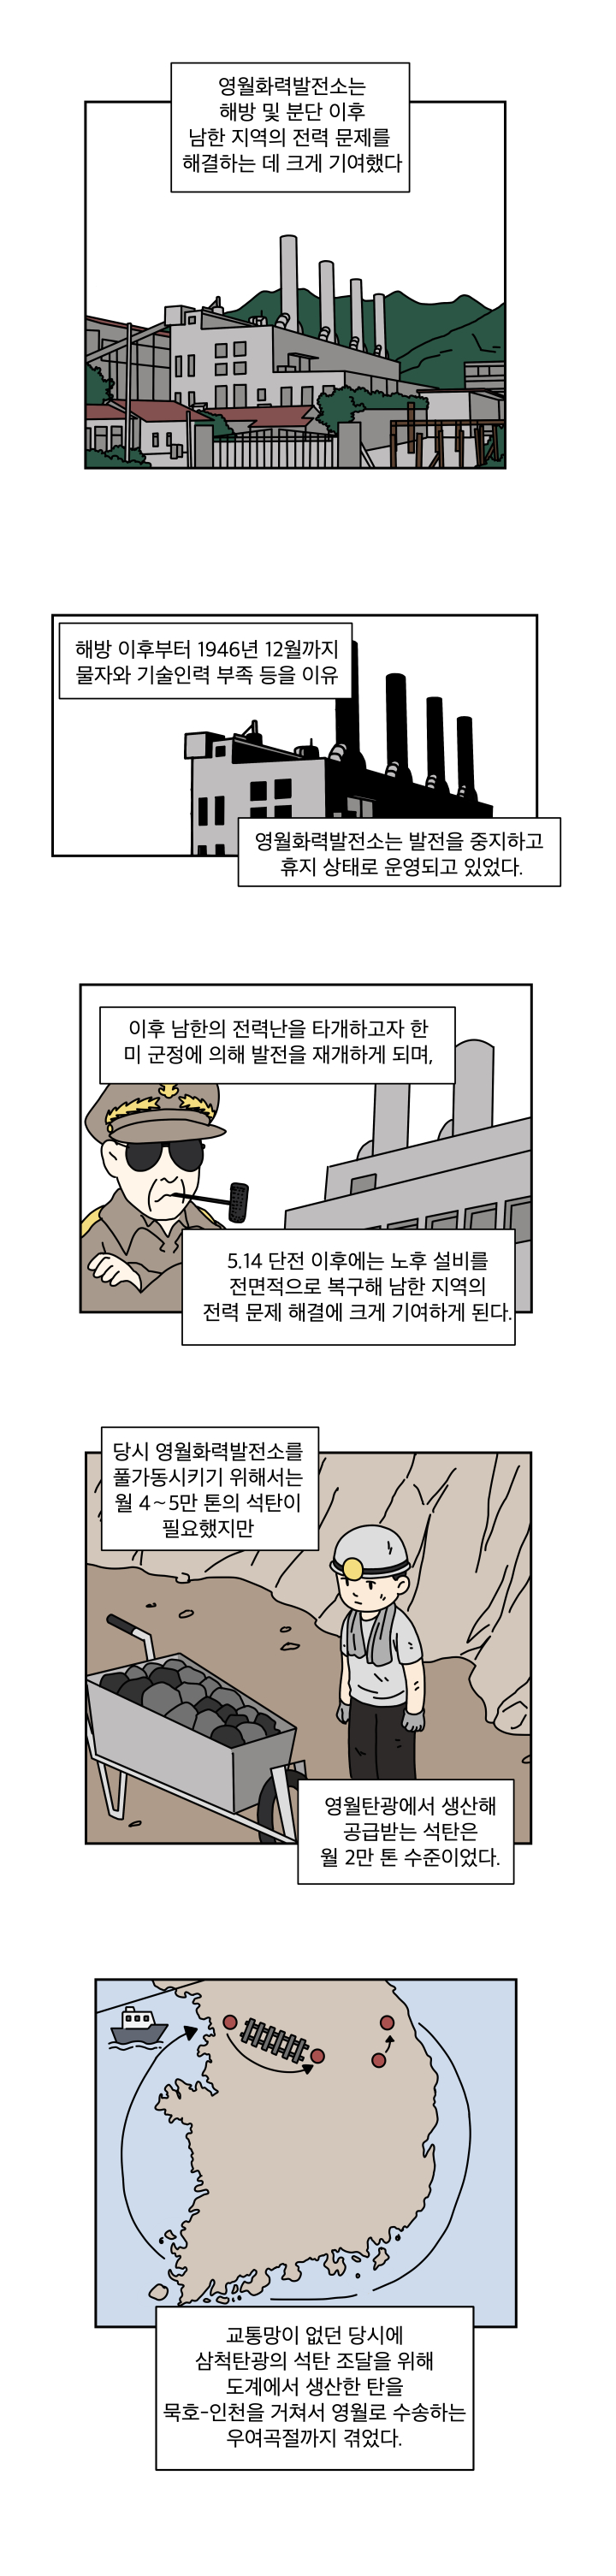 영월화력발전소는
해방 및 분단 이후
남한 지역의 전력 문제를
해결하는 데 크게 기여했다
해방 이후부터 1946년 12월까지
물자와 기술인력 부족 등을 이유
영월화력발전소는 발전을 중지하고
휴지 상태로 운영되고 있었다.
이후 남한의 전력난을 타개하고자 한
미 군정에 의해 발전을 재개하게 되며,
5.14 단전 이후에는 노후 설비를
전면적으로 복구해 남한 지역의
전력 문제 해결에 크게 기여하게 된다.
당시 영월화력발전소를
풀가동시키기 위해서는
월 4~5만 톤의 석탄이
필요했지만
영월탄광에서 생산해
공급받는 석탄은
월 2만 톤 수준이었다.
교통망이 없던 당시에
삼척탄광의 석탄 조달을 위해
도계에서 생산한 탄을
묵호-인천을 거쳐서 영월로 수송하는
우여곡절까지 겪었다.